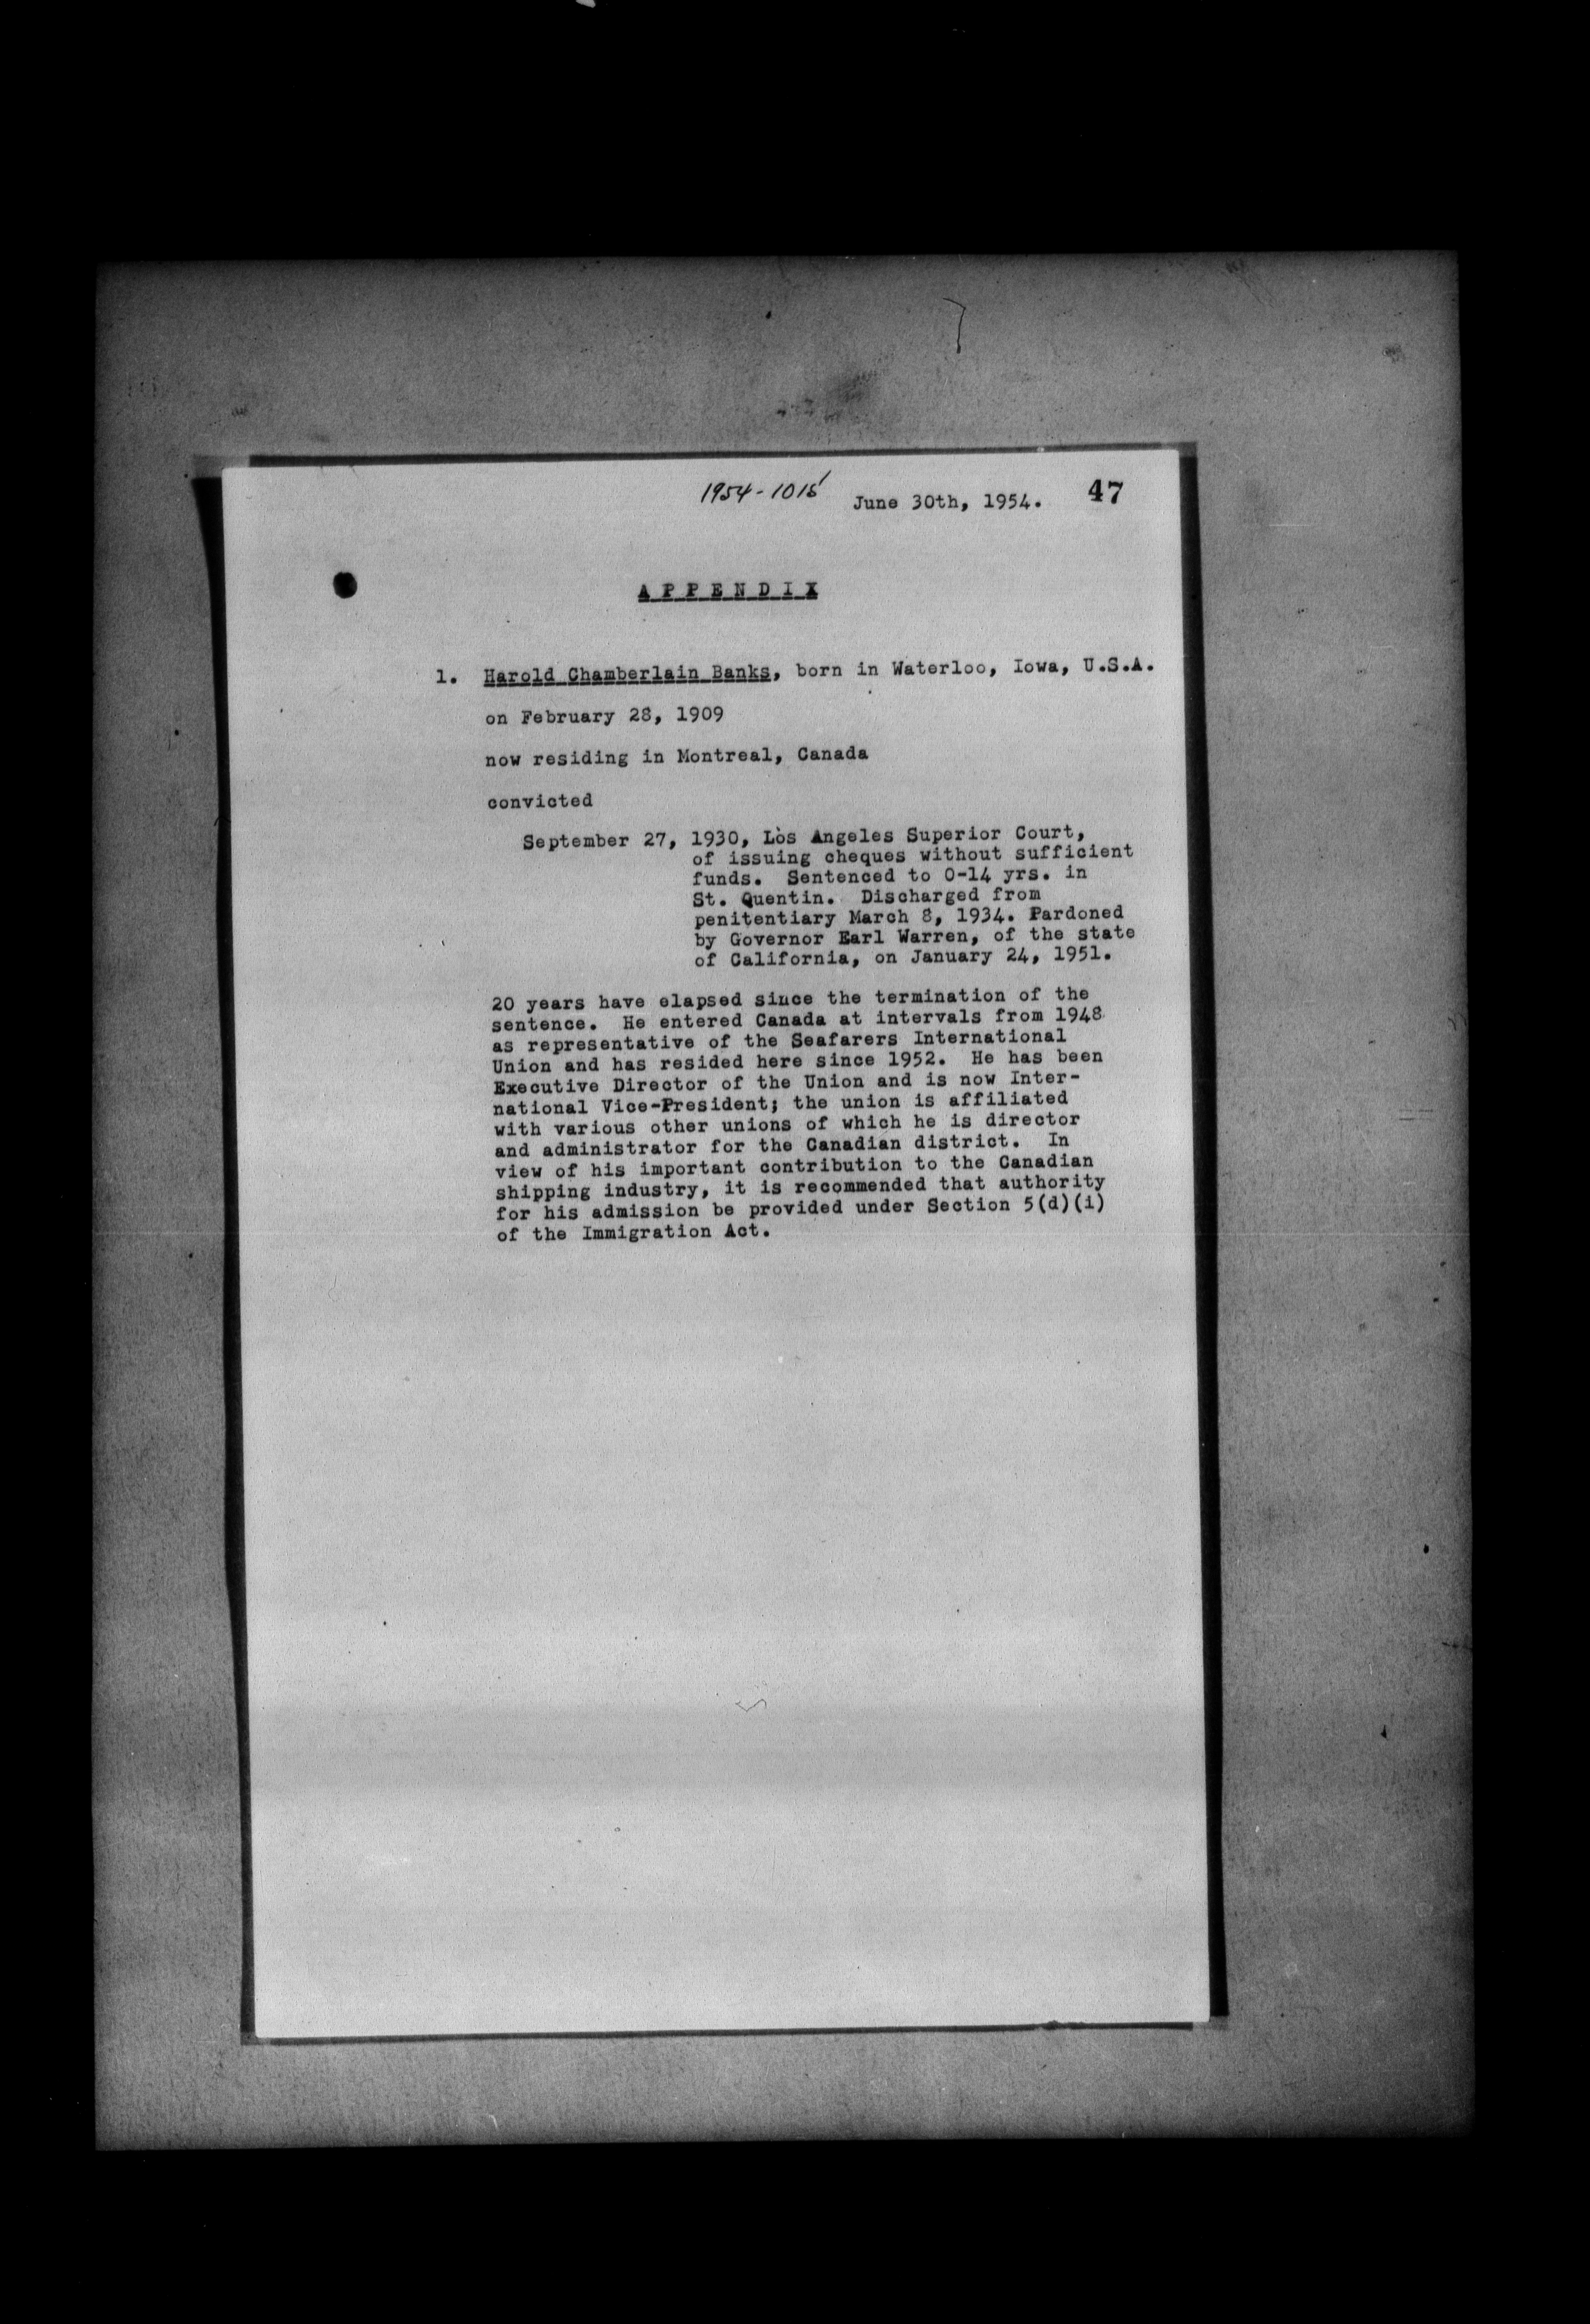 1954-1015 June 30th, 1954. 47
APPENDIX
1. Harold Chamberlain Banks, born in Waterloo, Iowa, U.S.A.
on February 28, 1909
now residing in Montreal, Canada
convicted
September 27, 1930, Los Angeles Superior Court,
of issuing cheques without sufficient
funds. Sentenced to 0-14 yrs. in
St. Quentin. Discharged from
penitentiary March 8, 1934. Pardoned
by Governor Earl Warren, of the state
of California, on January 24, 1951.
20 years have elapsed since the termination of the
sentence. He entered Canada at intervals from 1948
as representative of the Seafarers International
Union and has resided here since 1952. He has been
Executive Director of the Union and is now Inter-
national Vice-President; the union is affiliated
with various other unions of which he is director
and administrator for the Canadian district. In
view of his important contribution to the Canadian
shipping industry, it is recommended that authority
for his admission be provided under Section 5(d)(i)
of the Immigration Act.